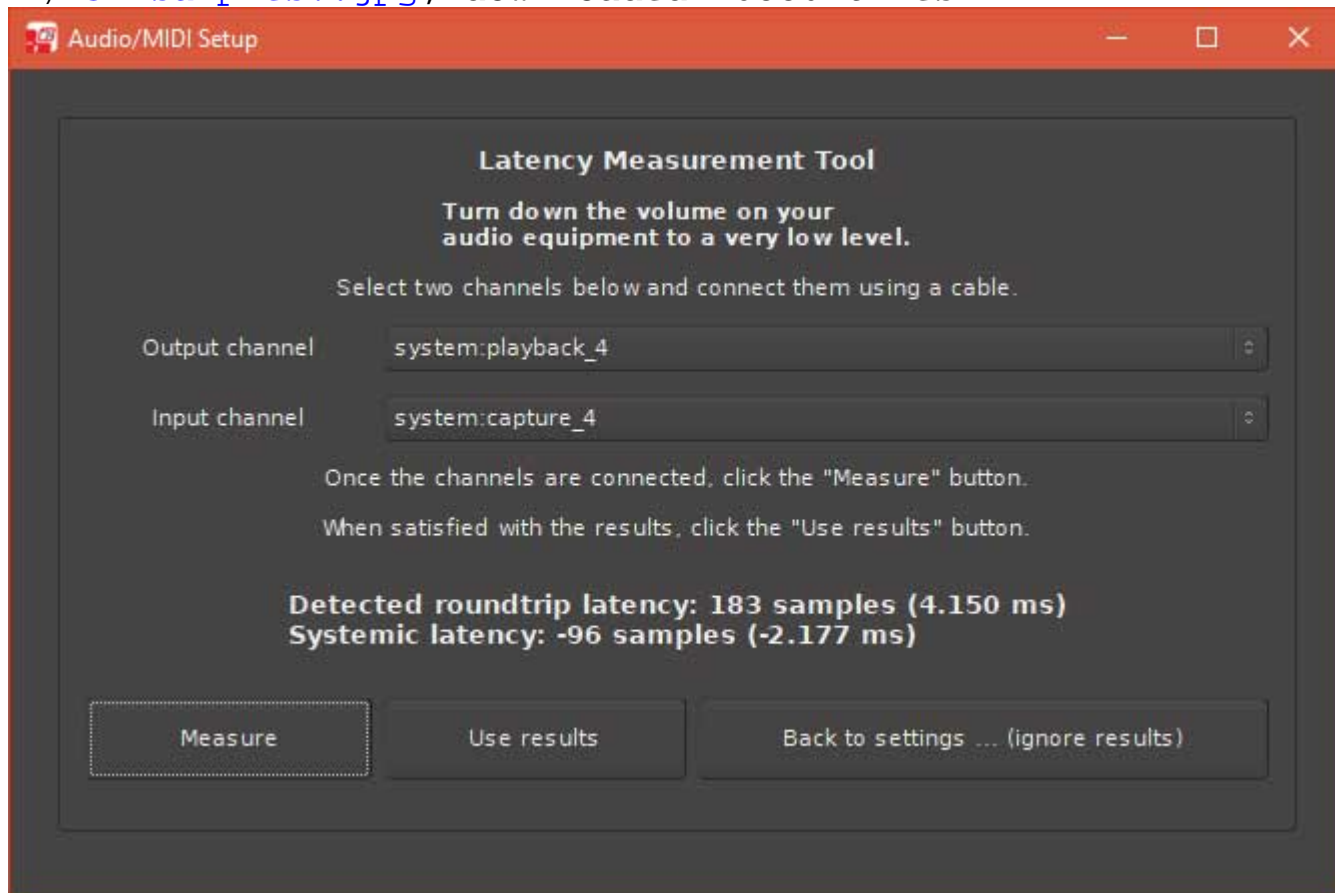 Audio/MIDI Setup
Latency Measurement Tool
Turn down the volume on your
audio equipment to a very low level.
Select two channels below and connect them using a cable.
Output channel system:playback_4
Input channel system:capture_4
Once the channels are connected, click the "Measure" button.
When satisfied with the results, click the "Use results" button.
Detected roundtrip latency: 183 samples (4.150 ms)
Systemic latency: -96 samples (-2.177 ms)
Measure Use results Back to settings ... (ignore results)